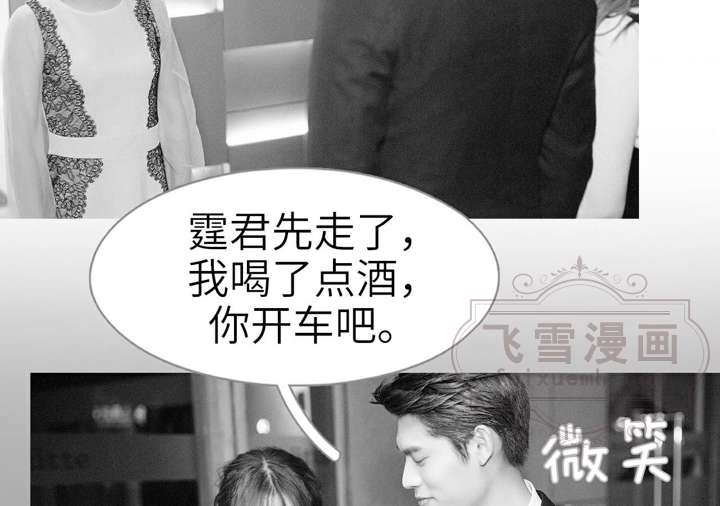 霆君先走了，
我喝了点酒，
你开车吧。
飞雪漫画
微笑